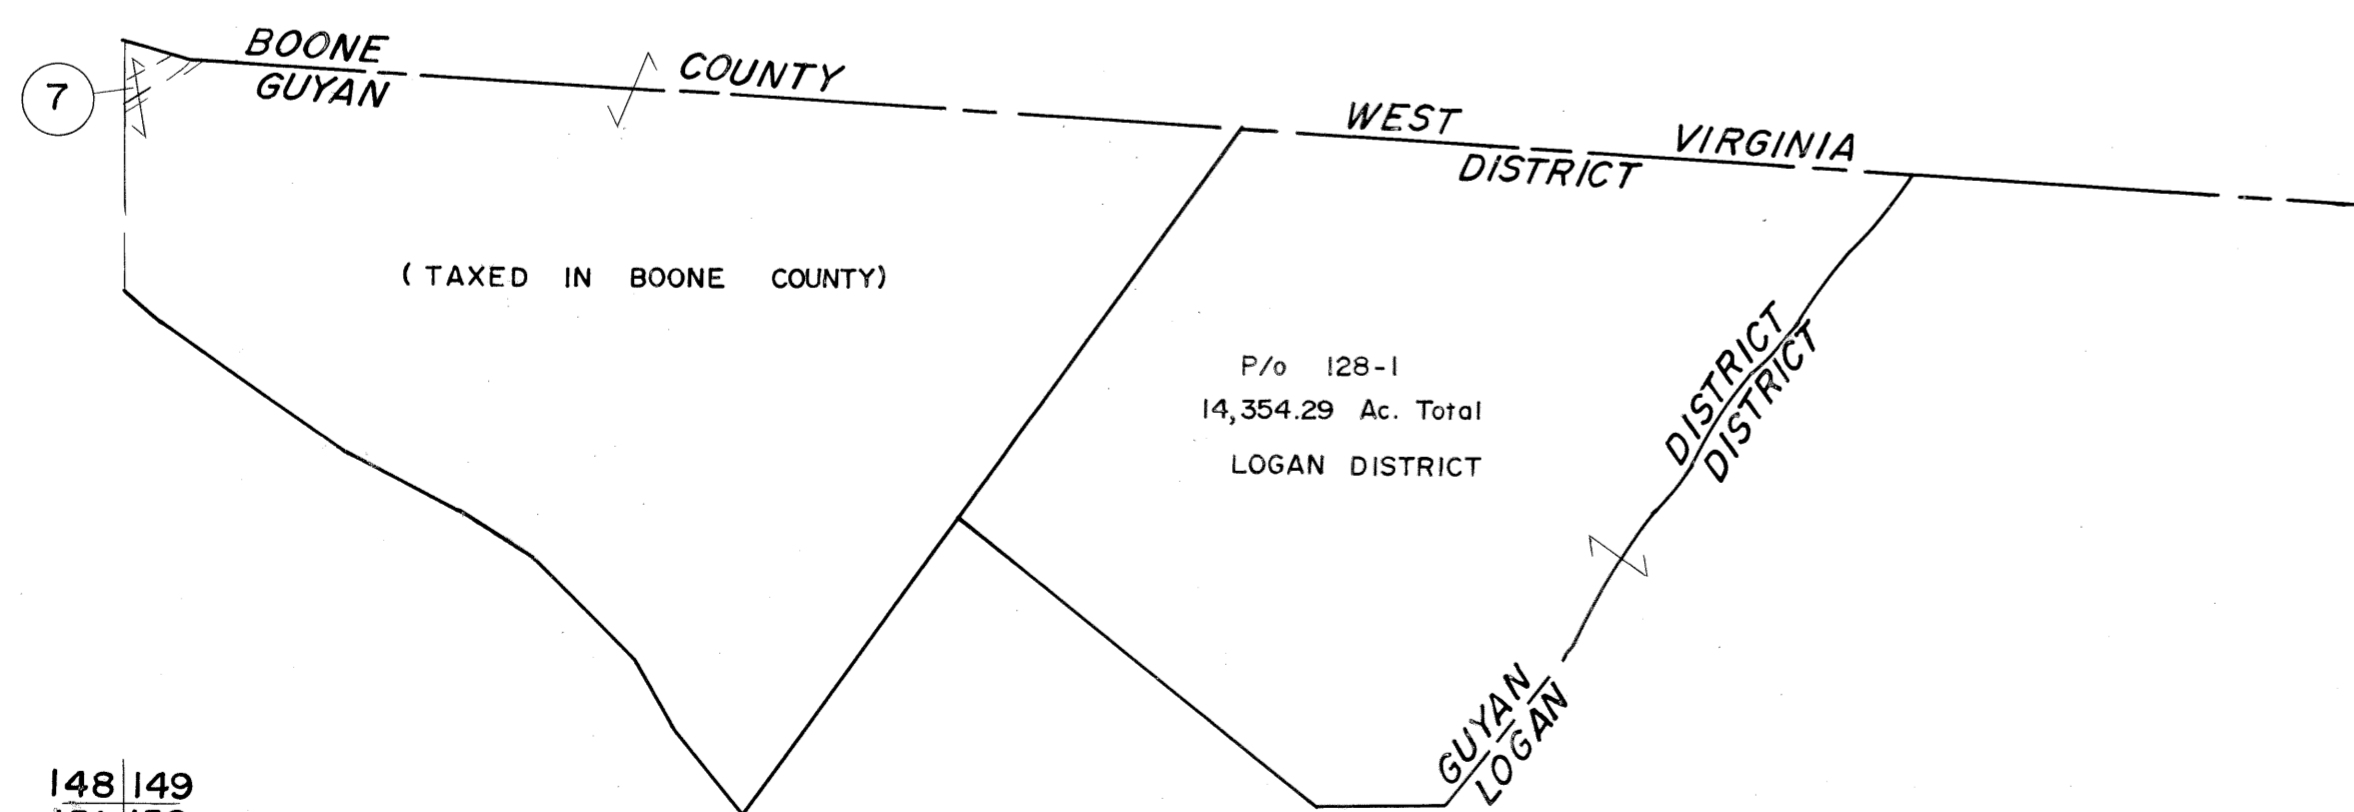 BOONE COUNTY WEST VIRGINIA
GUYAN DISTRICT
7
(TAXED IN BOONE COUNTY)
P/o 128-1
14,354.29 Ac. Total
LOGAN DISTRICT
GUYAN DISTRICT
LOGAN DISTRICT
148 149